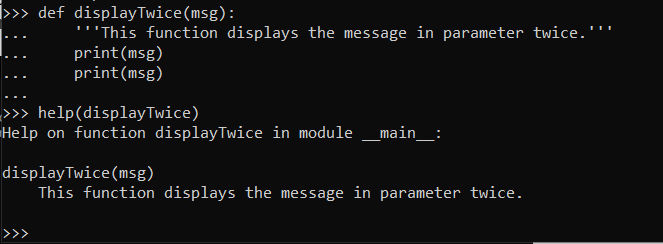 >>> def displayTwice(msg):
...     '''This function displays the message in parameter twice.'''
...     print(msg)
...     print(msg)
...
>>> help(displayTwice)
Help on function displayTwice in module __main__:

displayTwice(msg)
    This function displays the message in parameter twice.

>>>